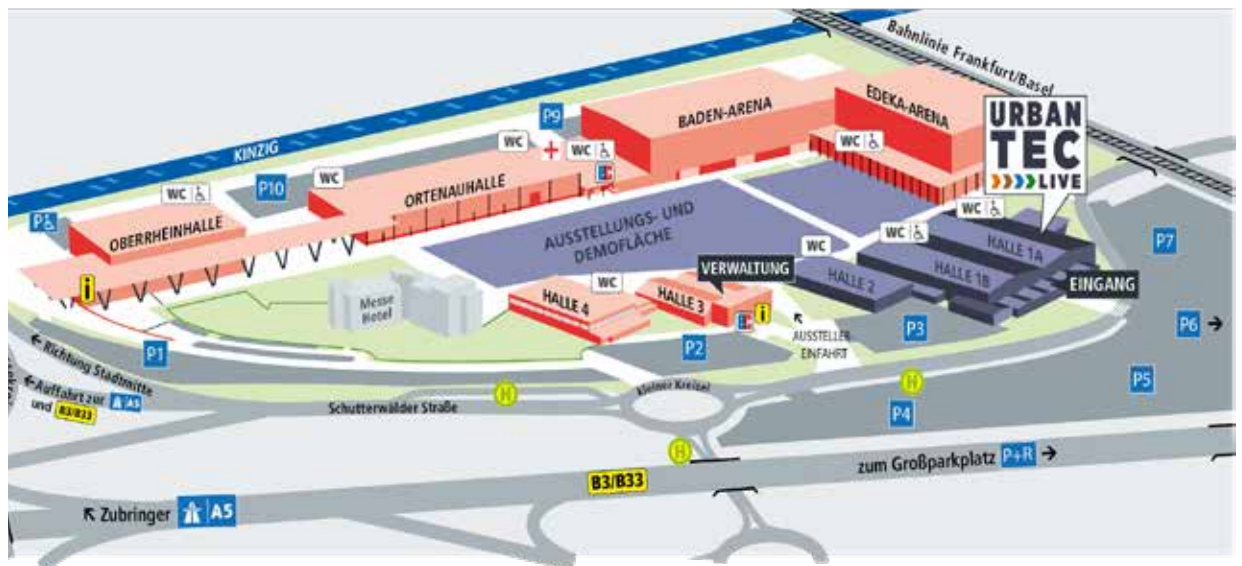 Bahnlinie Frankfurt/Basel
EDEKA-ARENA
BADEN-ARENA
URBAN
TEC
LIVE
P9
WC
WC
WC
KINZIG
WC
P10
ORTENAUHALLE
WC
P
OBERRHEINHALLE
AUSSTELLUNGS- UND
DEMOFLÄCHE
WC
WC
WC
HALLE 1A
P7
VERWALTUNG
HALLE 2
HALLE 1B
EINGANG
i
Messe
Hotel
WC
HALLE 4
HALLE 3
i
AUSSTELLER
EINFAHRT
P3
P6
P1
P2
Richtung Stadtmitte
Auffahrt zur A5
und B3/B33
kleiner Kreisel
H
H
P5
Schutterwälder Straße
P4
H
zum Großparkplatz P+R
B3/B33
Zubringer A5